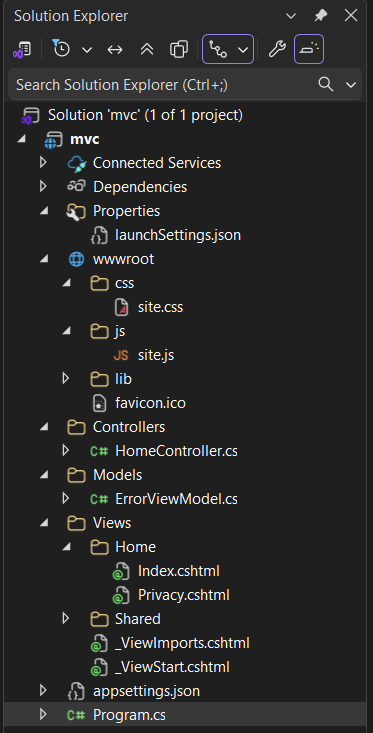 Solution Explorer
Search Solution Explorer (Ctrl+;)
Solution 'mvc' (1 of 1 project)
mvc
Connected Services
Dependencies
Properties
launchSettings.json
wwwroot
css
site.css
js
JS site.js
lib
favicon.ico
Controllers
C# HomeController.cs
Models
C# ErrorViewModel.cs
Views
Home
Index.cshtml
Privacy.cshtml
Shared
_ViewImports.cshtml
_ViewStart.cshtml
appsettings.json
C# Program.cs